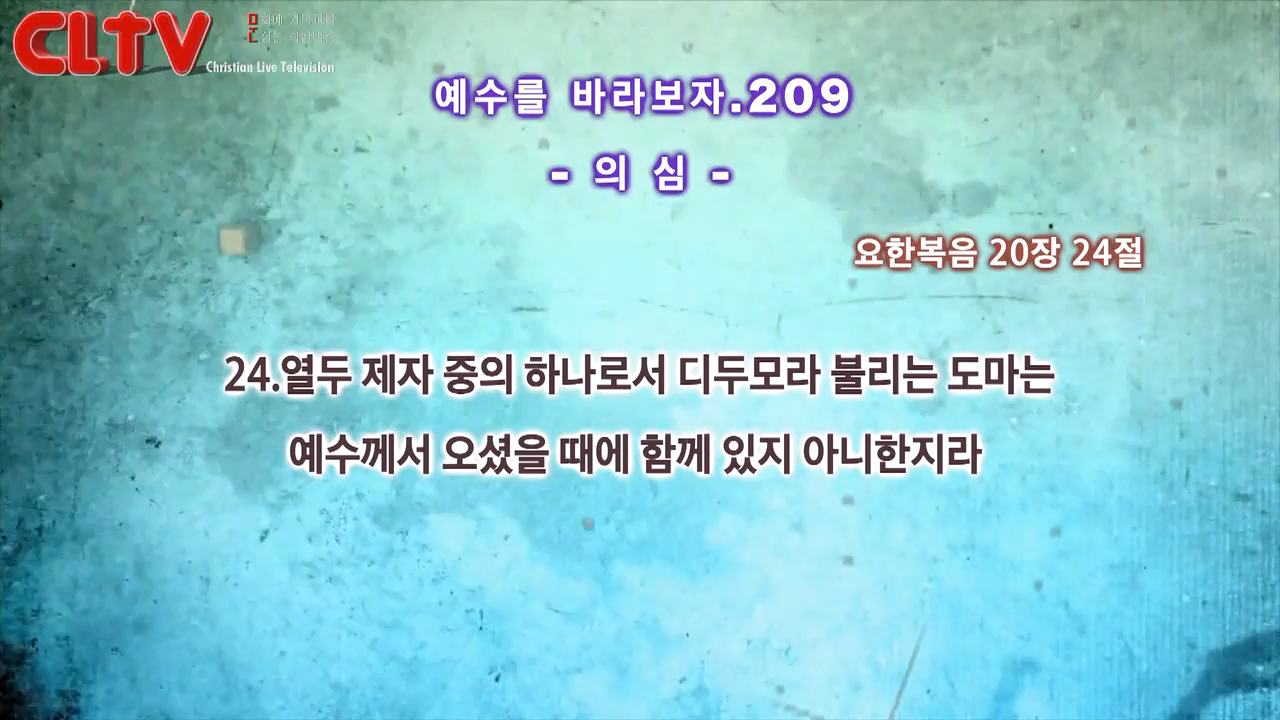 CLTV
Christian Live Television
예수를 바라보자.209
- 의 심 -
요한복음 20장 24절
24.열두 제자 중의 하나로서 디두모라 불리는 도마는
예수께서 오셨을 때에 함께 있지 아니한지라